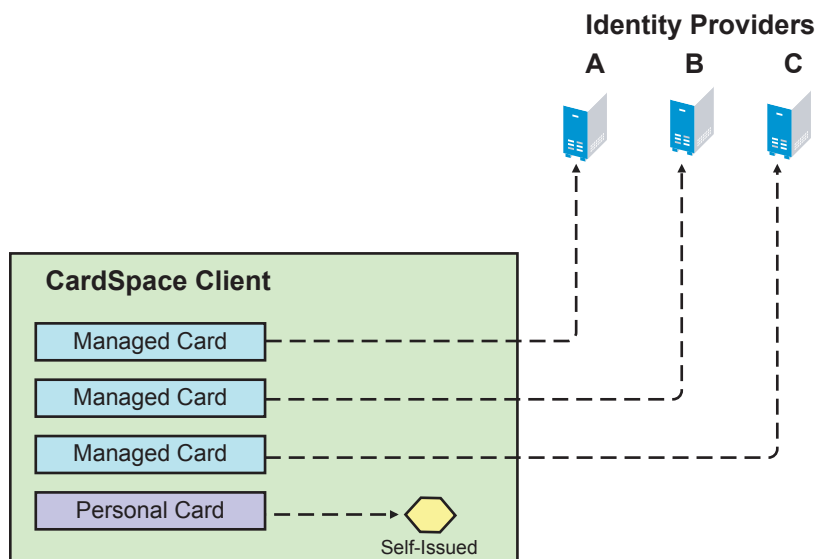 Identity Providers
A B C
CardSpace Client
Managed Card
Managed Card
Managed Card
Personal Card
Self-Issued